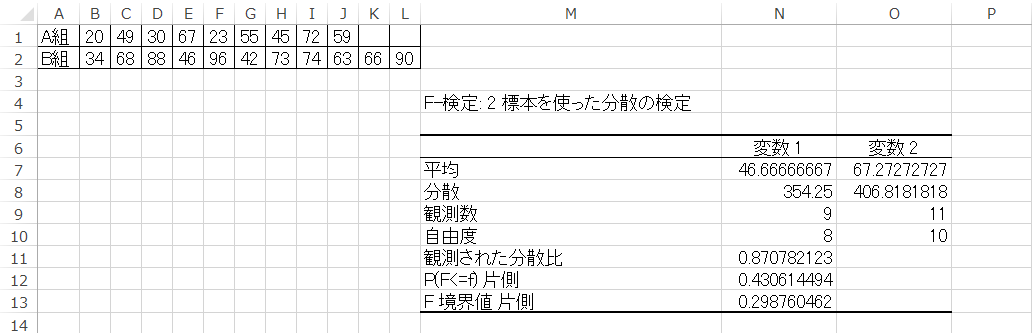 A B C D E F G H I J K L M N O P
1 A組 20 49 30 67 23 55 45 72 59
2 B組 34 68 88 46 96 42 73 74 63 66 90
3
4 F-検定: 2 標本を使った分散の検定
5
6 変数 1 変数 2
7 平均 46.66666667 67.27272727
8 分散 354.25 406.8181818
9 観測数 9 11
10 自由度 8 10
11 観測された分散比 0.870782123
12 P(F<=f) 片側 0.430614494
13 F 境界値 片側 0.298760462
14